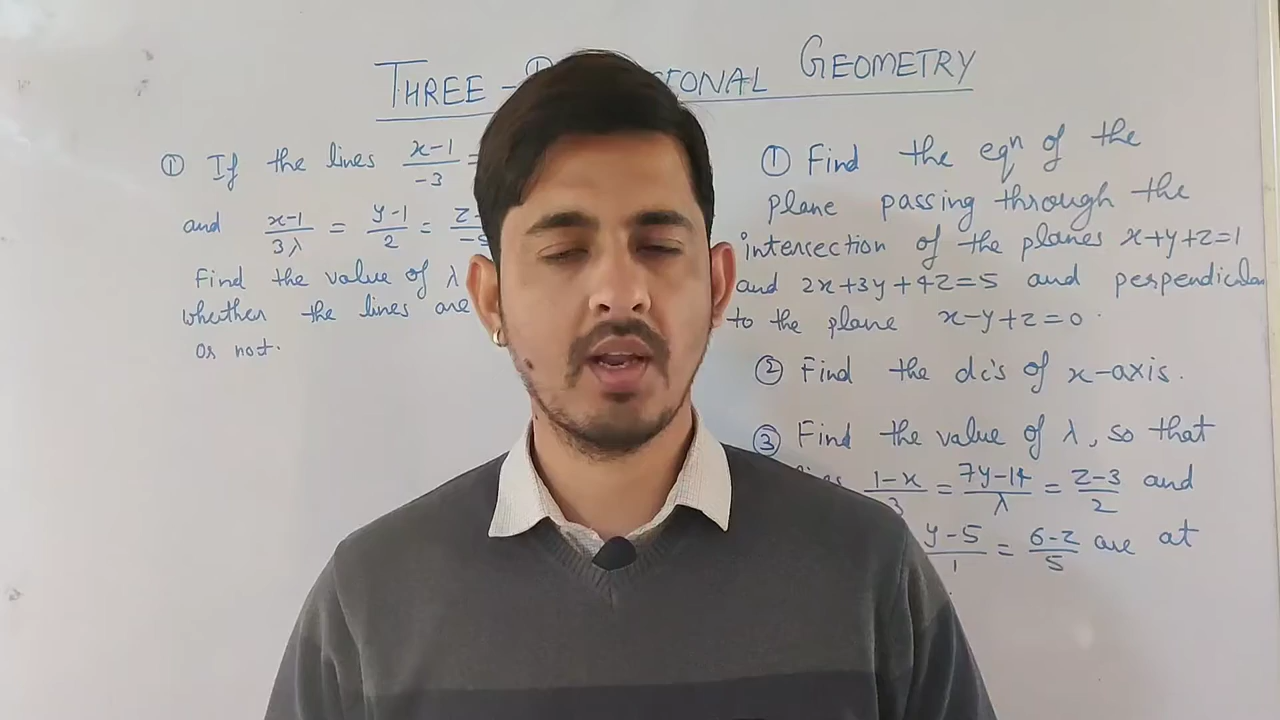 THREE - GEOMETRY
① If the lines x-1/-3 =
and x-1/3λ = y-1/2 =
Find the value of λ
whether the lines are
or not.
① Find the eqn of the
plane passing through the
intersection of the planes x+y+z=1
and 2x+3y+4z=5 and perpendicular
to the plane x-y+z=0.
② Find the dc's of x-axis.
③ Find the value of λ, so that
1-x/3 = 7y-14/λ = z-3/2 and
y-5/1 = 6-z/5 are at